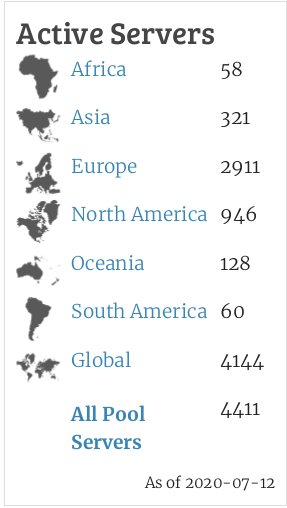 Active Servers
Africa 58
Asia 321
Europe 2911
North America 946
Oceania 128
South America 60
Global 4144
All Pool 4411
Servers
As of 2020-07-12